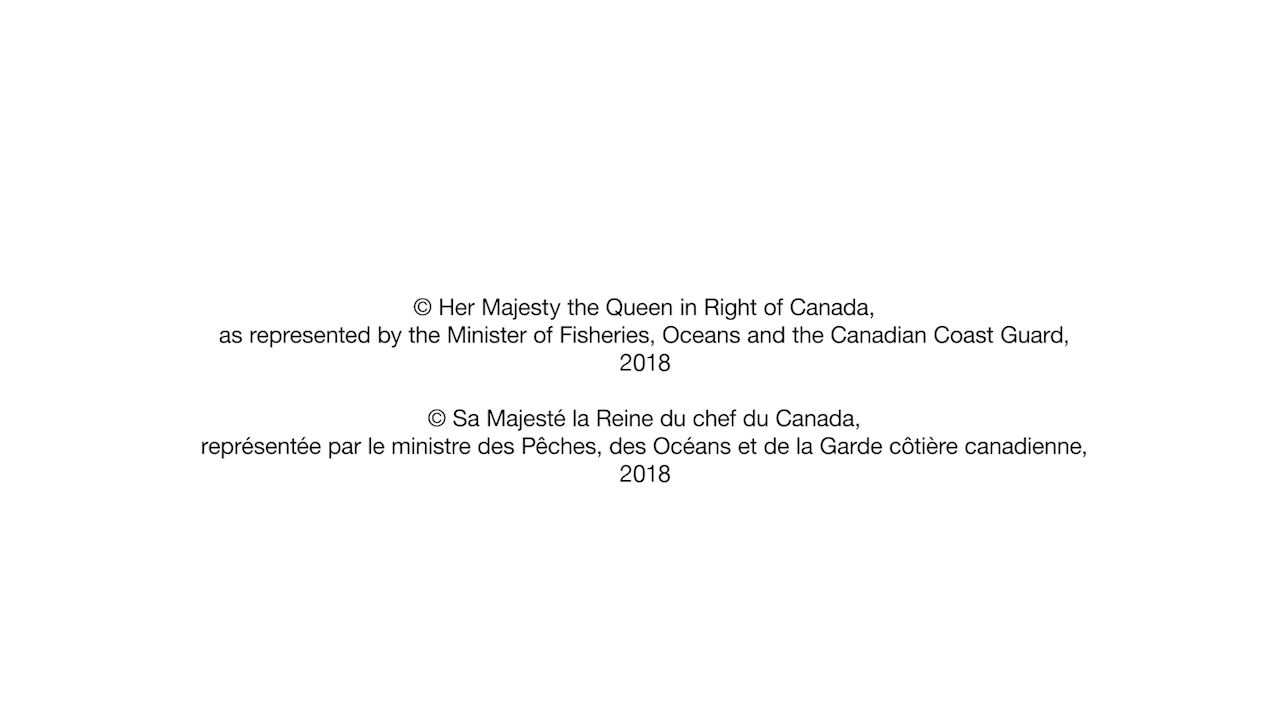 © Her Majesty the Queen in Right of Canada,
as represented by the Minister of Fisheries, Oceans and the Canadian Coast Guard,
2018
© Sa Majesté la Reine du chef du Canada,
représentée par le ministre des Pêches, des Océans et de la Garde côtière canadienne,
2018